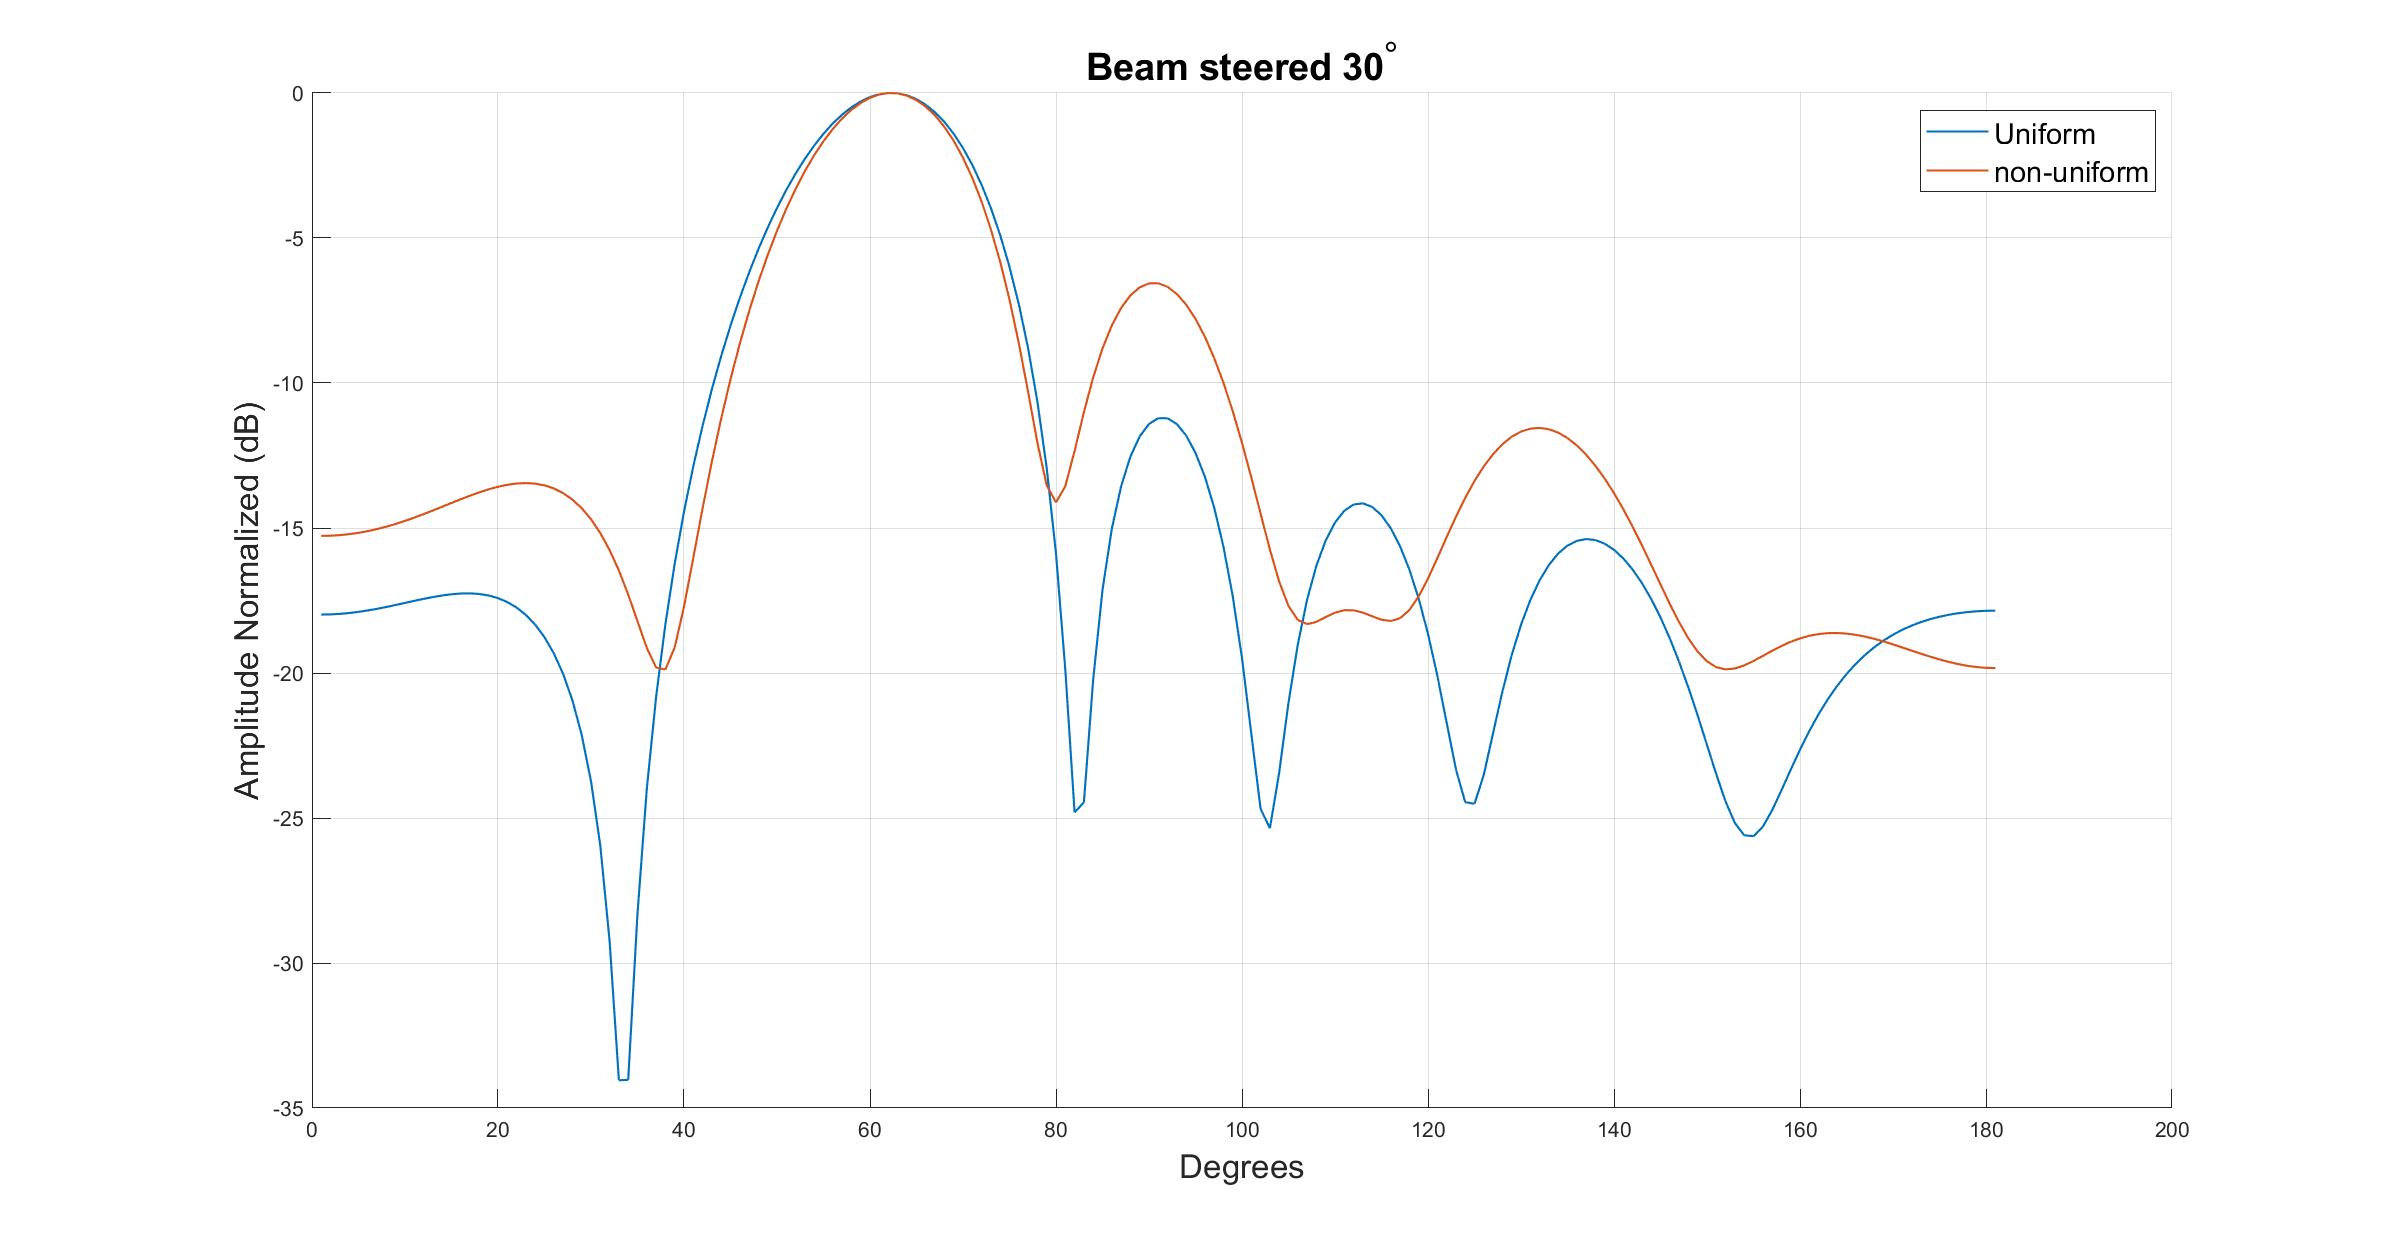 Beam steered 30°
Uniform
non-uniform
0
-5
-10
-15
-20
-25
-30
-35
Amplitude Normalized (dB)
0 20 40 60 80 100 120 140 160 180 200
Degrees